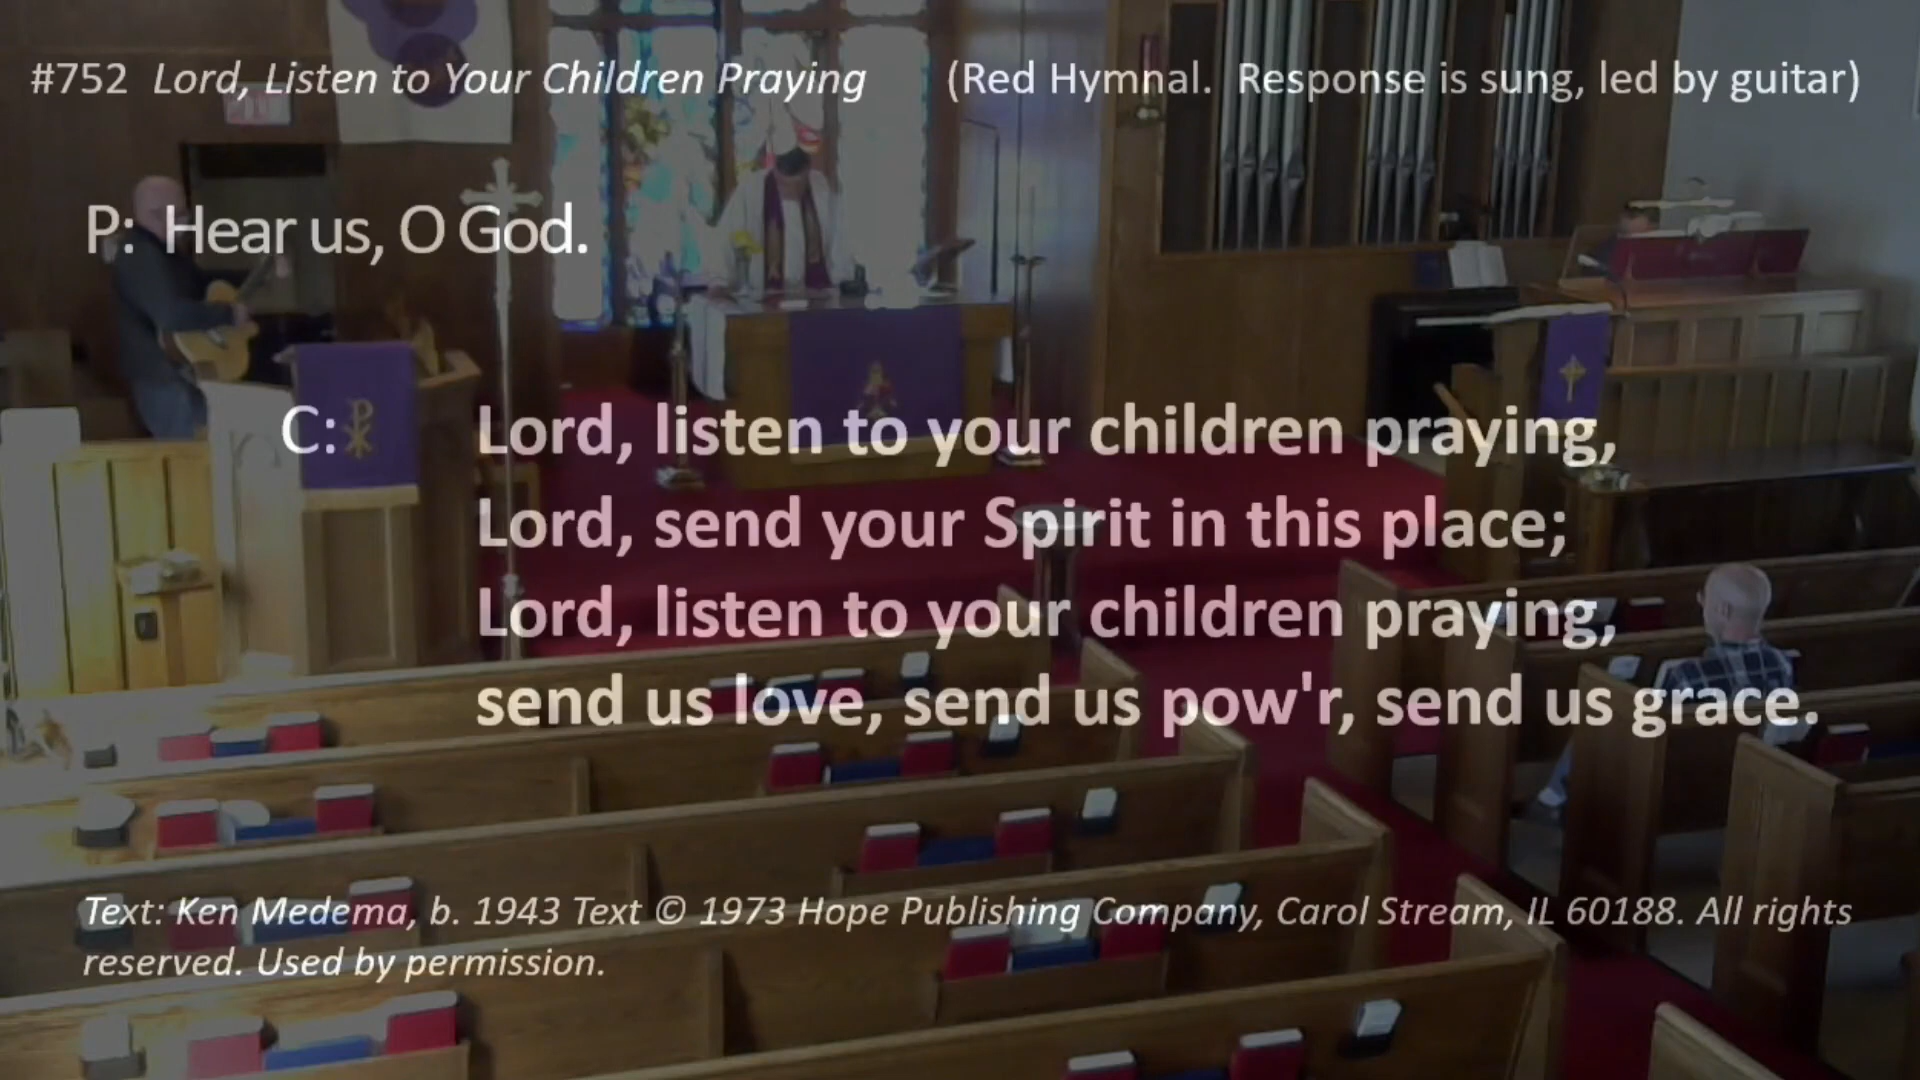 #752 Lord, Listen to Your Children Praying (Red Hymnal. Response is sung, led by guitar)
P: Hear us, O God.
C: Lord, listen to your children praying,
Lord, send your Spirit in this place;
Lord, listen to your children praying,
send us love, send us pow'r, send us grace.
Text: Ken Medema, b. 1943 Text © 1973 Hope Publishing Company, Carol Stream, IL 60188. All rights
reserved. Used by permission.